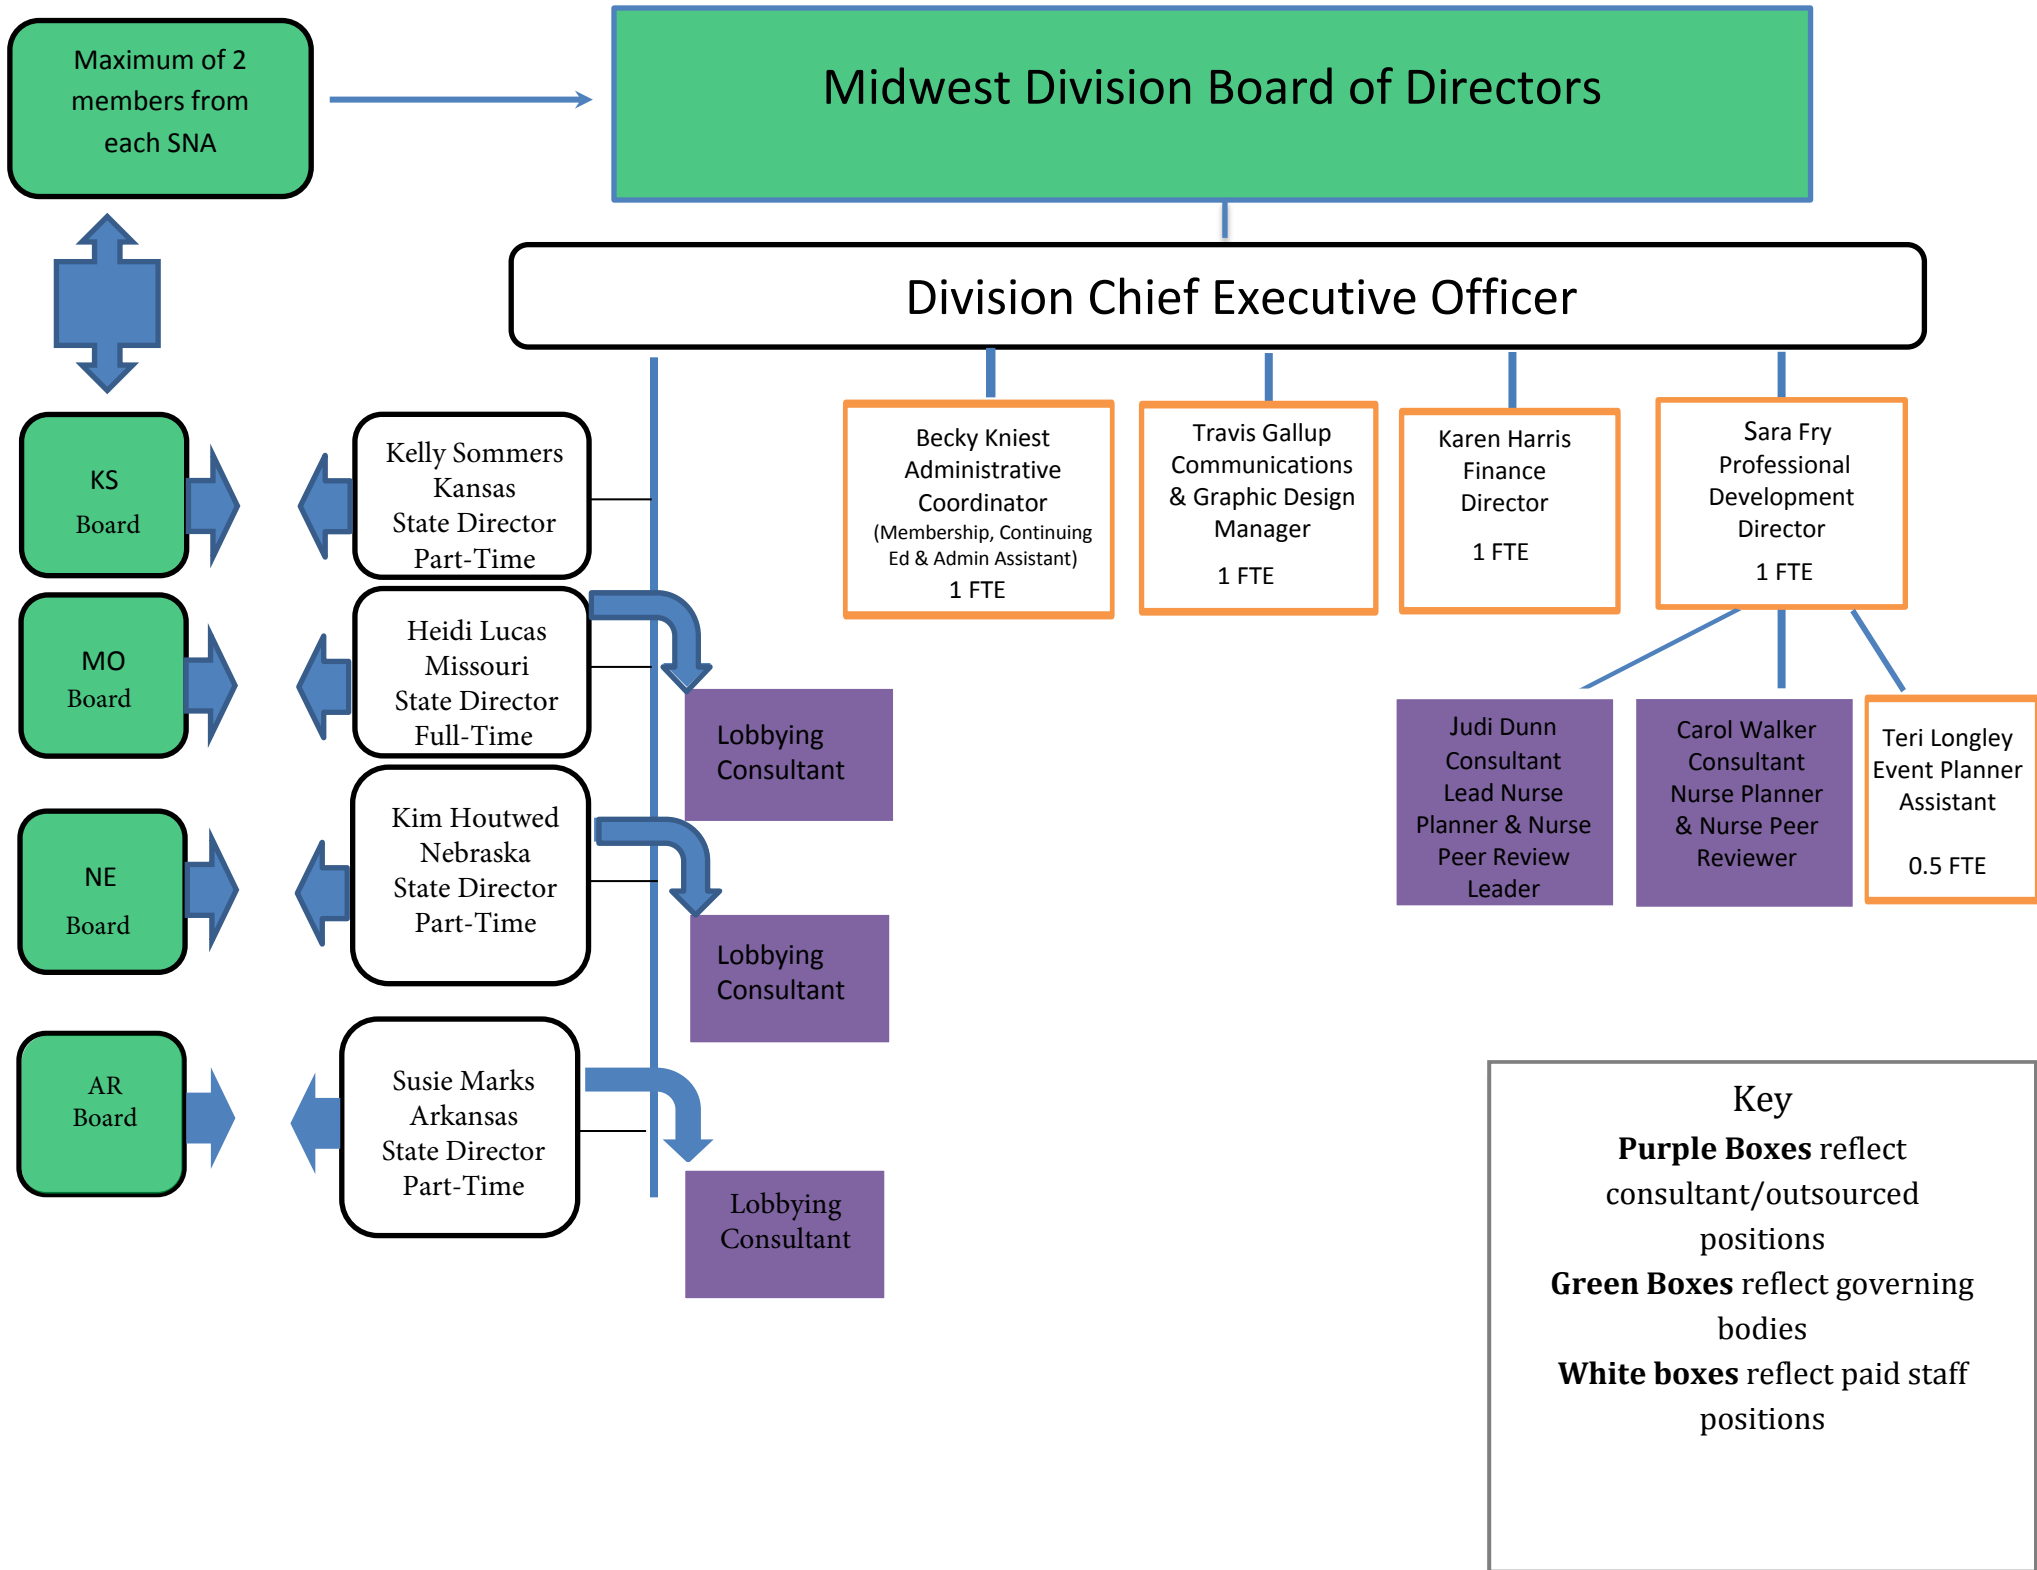 Maximum of 2
members from
each SNA
Midwest Division Board of Directors
Division Chief Executive Officer
KS
Board
Kelly Sommers
Kansas
State Director
Part-Time
Becky Kniest
Administrative
Coordinator
(Membership, Continuing
Ed & Admin Assistant)
1 FTE
Travis Gallup
Communications
& Graphic Design
Manager
1 FTE
Karen Harris
Finance
Director
1 FTE
Sara Fry
Professional
Development
Director
1 FTE
MO
Board
Heidi Lucas
Missouri
State Director
Full-Time
Lobbying
Consultant
Judi Dunn
Consultant
Lead Nurse
Planner & Nurse
Peer Review
Leader
Carol Walker
Consultant
Nurse Planner
& Nurse Peer
Reviewer
Teri Longley
Event Planner
Assistant
0.5 FTE
NE
Board
Kim Houtwed
Nebraska
State Director
Part-Time
Lobbying
Consultant
AR
Board
Susie Marks
Arkansas
State Director
Part-Time
Lobbying
Consultant
Key
Purple Boxes reflect
consultant/outsourced
positions
Green Boxes reflect governing
bodies
White boxes reflect paid staff
positions